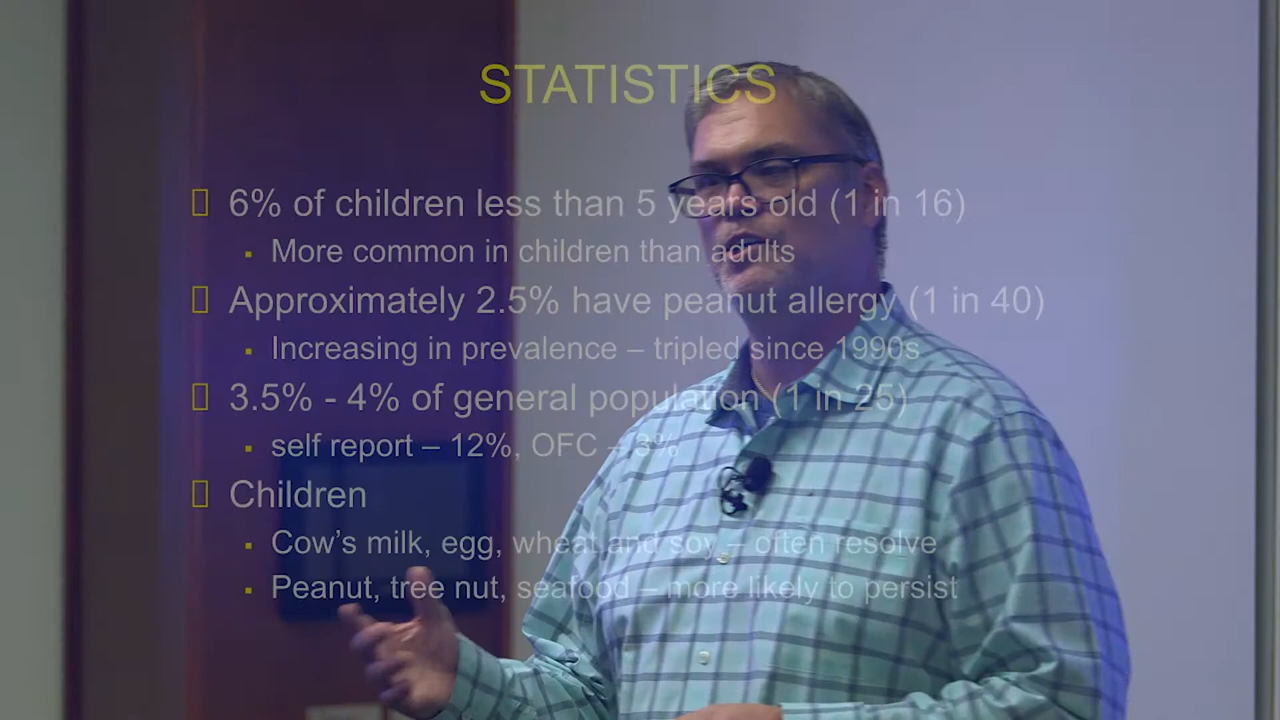 STATISTICS
6% of children less than 5 years old (1 in 16)
▪ More common in children than adults
Approximately 2.5% have peanut allergy (1 in 40)
▪ Increasing in prevalence – tripled since 1990s
3.5% - 4% of general population (1 in 25)
▪ self report – 12%, OFC – 3%
Children
▪ Cow’s milk, egg, wheat and soy – often resolve
▪ Peanut, tree nut, seafood – more likely to persist